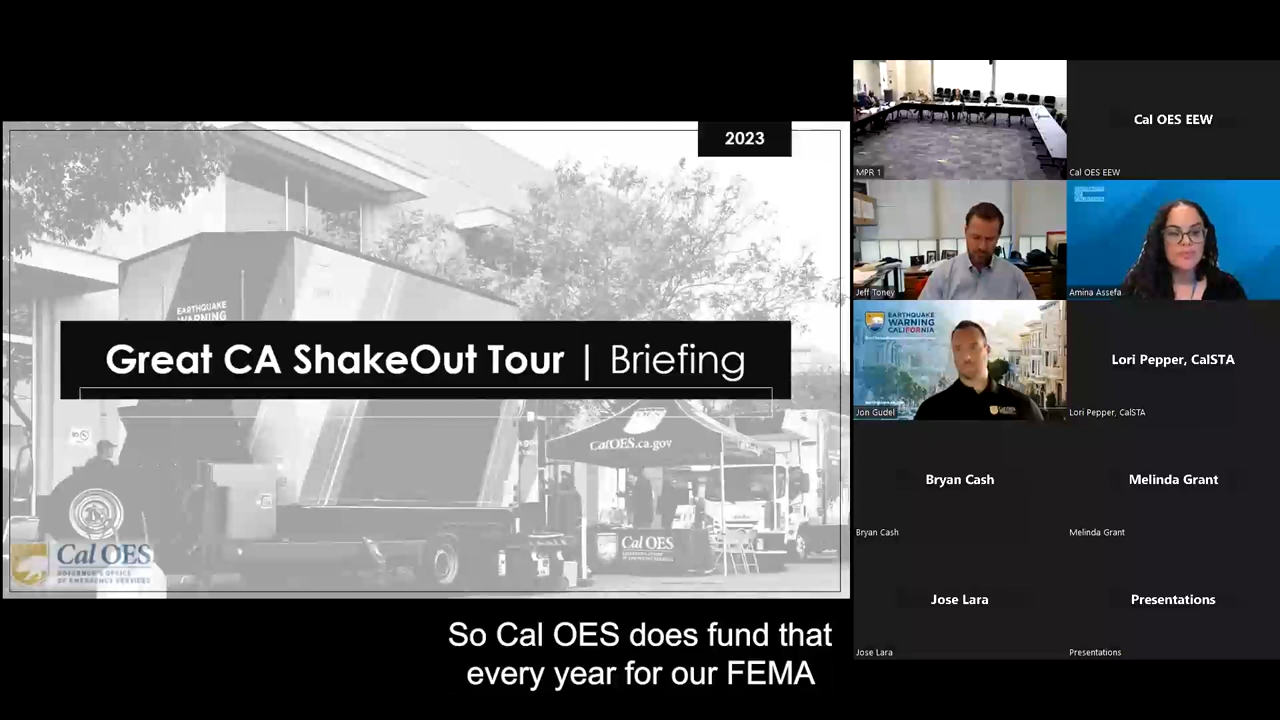 2023
EARTHQUAKE
WARNING
Great CA ShakeOut Tour | Briefing
CalOES.ca.gov
Cal OES
Cal OES
GOVERNOR'S OFFICE
OF EMERGENCY SERVICES
So Cal OES does fund that
every year for our FEMA
MPR 1
Cal OES EEW
Cal OES EEW
Jeff Toney
Amina Assefa
EARTHQUAKE
WARNING
CALIFORNIA
Jon Gudel
Lori Pepper, CalSTA
Lori Pepper, CalSTA
Bryan Cash
Bryan Cash
Melinda Grant
Melinda Grant
Jose Lara
Jose Lara
Presentations
Presentations